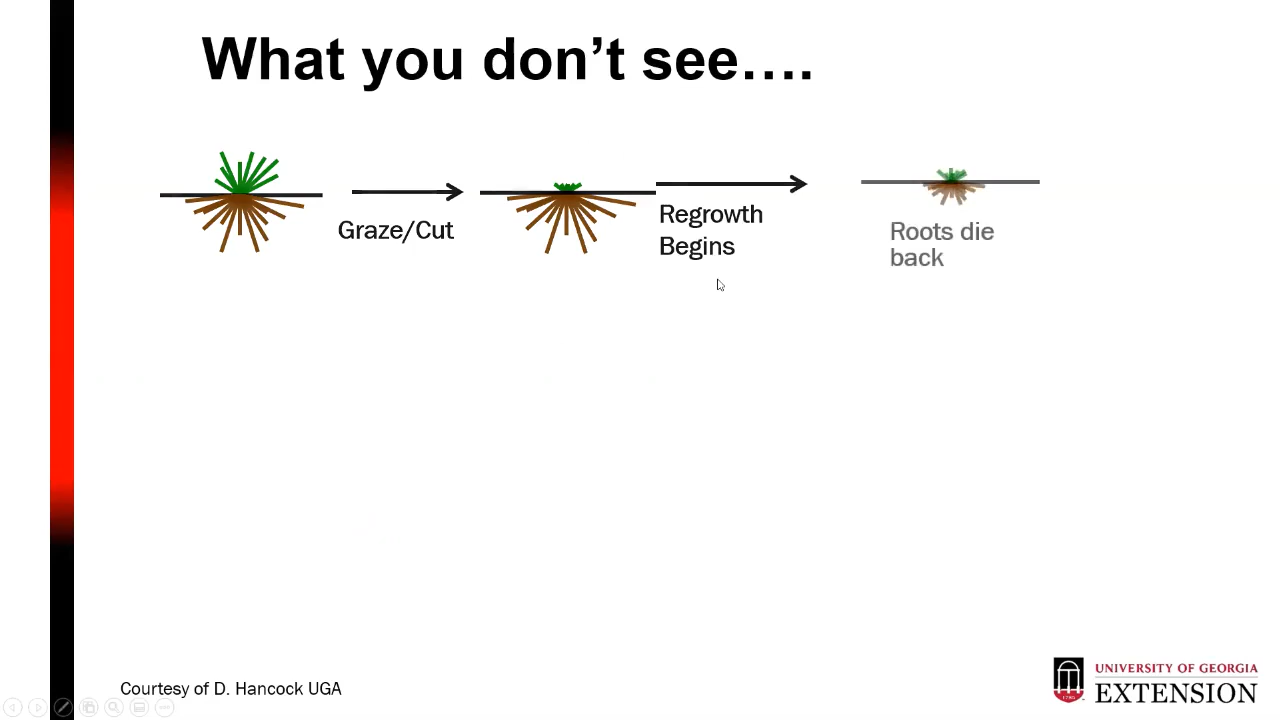 What you don't see….
Graze/Cut
Regrowth
Begins
Roots die
back
Courtesy of D. Hancock UGA
UNIVERSITY OF GEORGIA
EXTENSION